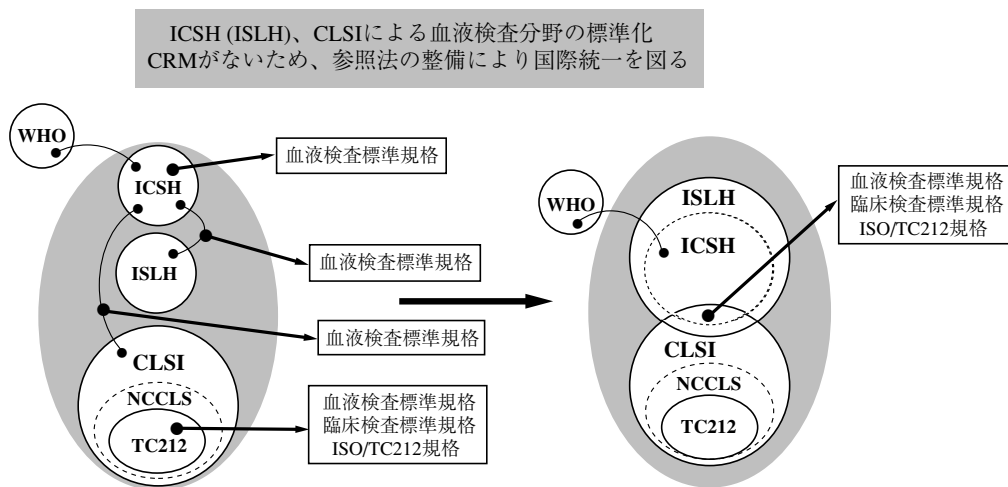 ICSH (ISLH)、CLSIによる血液検査分野の標準化
CRMがないため、参照法の整備により国際統一を図る
WHO
ICSH
血液検査標準規格
ISLH
血液検査標準規格
血液検査標準規格
CLSI
NCCLS
TC212
血液検査標準規格
臨床検査標準規格
ISO/TC212規格
WHO
ISLH
ICSH
血液検査標準規格
臨床検査標準規格
ISO/TC212規格
CLSI
NCCLS
TC212